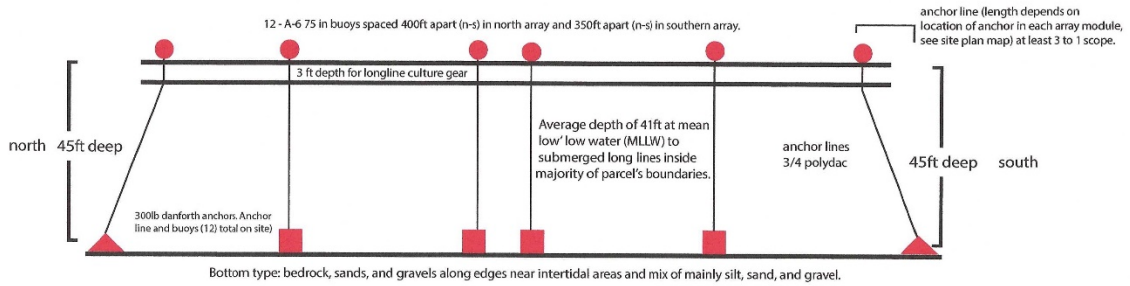 12 - A-6 75 in buoys spaced 400ft apart (n-s) in north array and 350ft apart (n-s) in southern array.
anchor line (length depends on
location of anchor in each array module,
see site plan map) at least 3 to 1 scope.
3 ft depth for longline culture gear
north 45ft deep
Average depth of 41ft at mean
low' low water (MLLW) to
submerged long lines inside
majority of parcel's boundaries.
anchor lines
3/4 polydac
45ft deep south
300lb danforth anchors. Anchor
line and buoys (12) total on site)
Bottom type: bedrock, sands, and gravels along edges near intertidal areas and mix of mainly silt, sand, and gravel.